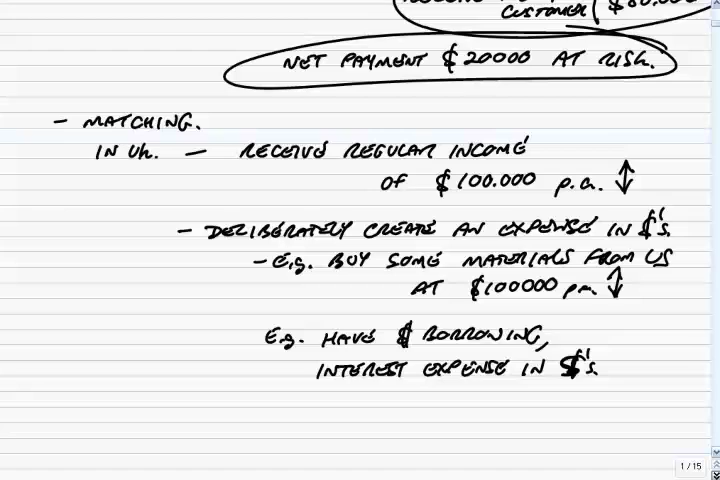 CUSTOMER
NET PAYMENT $ 20000 AT RISK.
- MATCHING.
IN UK. - RECEIVE REGULAR INCOME
OF $100.000 p.a. ↕
- DELIBERATELY CREATE AN EXPENSE IN $'s.
- E.g. BUY SOME MATERIALS FROM US
AT $100000 p.a. ↕
E.g. HAVE $ BORROWING,
INTEREST EXPENSE IN $'s.
1 / 15